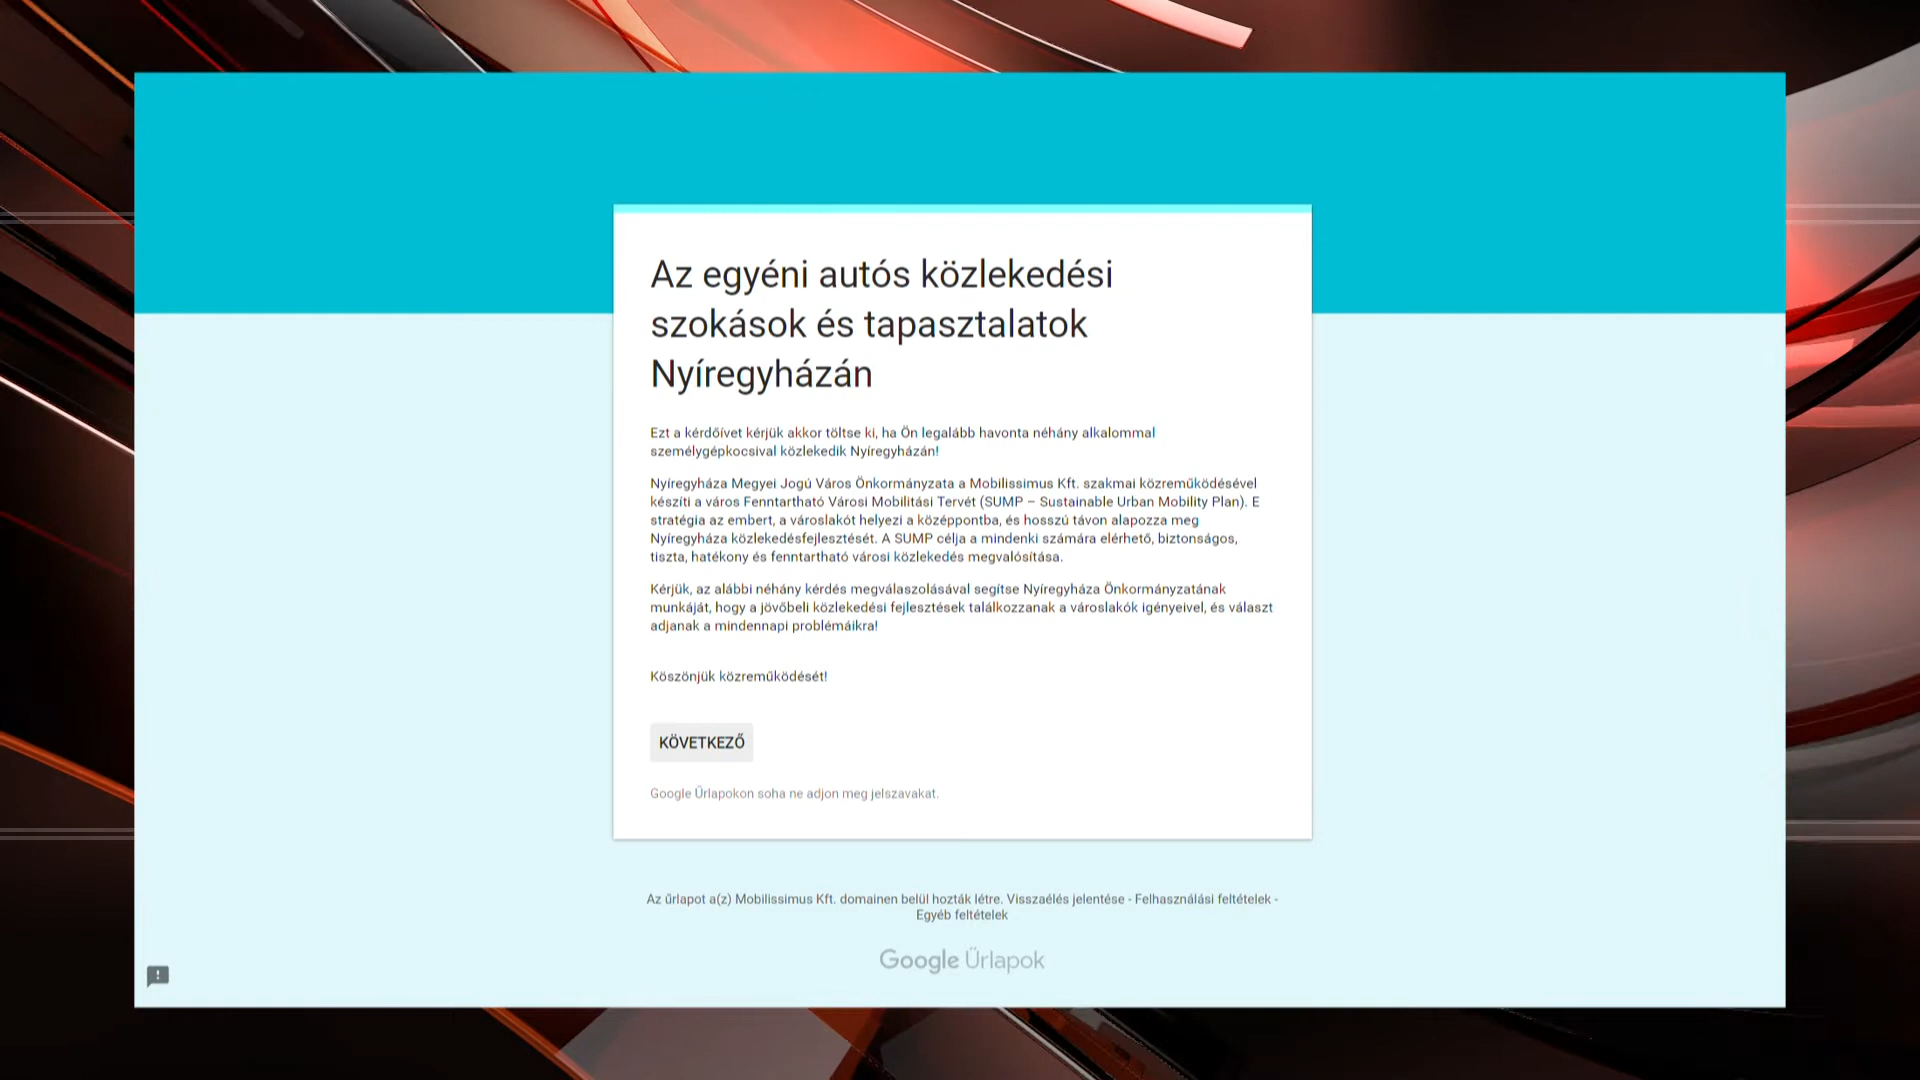 Az egyéni autós közlekedési
szokások és tapasztalatok
Nyíregyházán
Ezt a kérdőívet kérjük akkor töltse ki, ha Ön legalább havonta néhány alkalommal
személygépkocsival közlekedik Nyíregyházán!
Nyíregyháza Megyei Jogú Város Önkormányzata a Mobilissimus Kft. szakmai közreműködésével
készíti a város Fenntartható Városi Mobilitási Tervét (SUMP – Sustainable Urban Mobility Plan). E
stratégia az embert, a városlakót helyezi a középpontba, és hosszú távon alapozza meg
Nyíregyháza közlekedésfejlesztését. A SUMP célja a mindenki számára elérhető, biztonságos,
tiszta, hatékony és fenntartható városi közlekedés megvalósítása.
Kérjük, az alábbi néhány kérdés megválaszolásával segítse Nyíregyháza Önkormányzatának
munkáját, hogy a jövőbeli közlekedési fejlesztések találkozzanak a városlakók igényeivel, és választ
adjanak a mindennapi problémáikra!
Köszönjük közreműködését!
KÖVETKEZŐ
Google Űrlapokon soha ne adjon meg jelszavakat.
Az űrlapot a(z) Mobilissimus Kft. domainen belül hozták létre. Visszaélés jelentése - Felhasználási feltételek -
Egyéb feltételek
Google Űrlapok